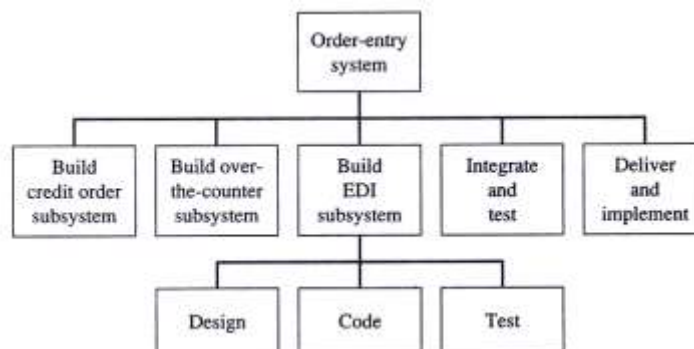 Order-entry
system
Build
credit order
subsystem
Build over-
the-counter
subsystem
Build
EDI
subsystem
Integrate
and
test
Deliver
and
implement
Design
Code
Test